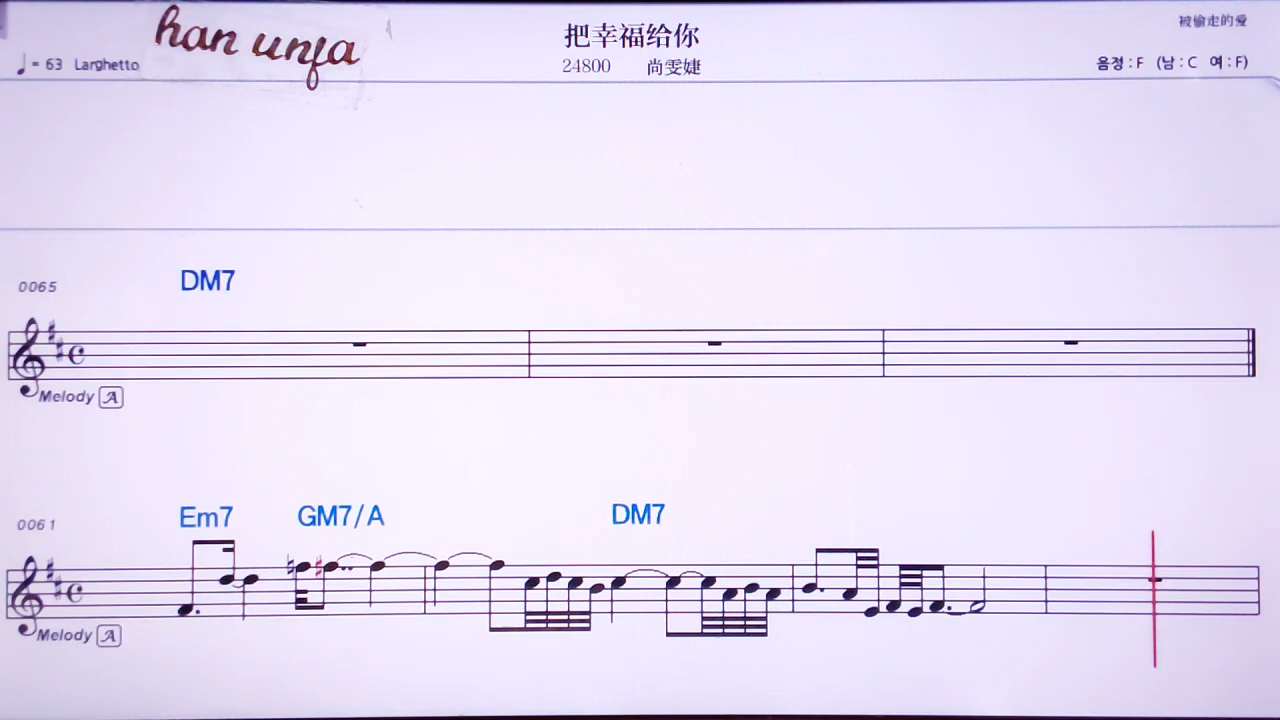 han unfa
把幸福给你
被偷走的爱
♩= 63 Larghetto
24800 尚雯婕
음정 : F (남 : C 여 : F)
0065 DM7
Melody A
0061 Em7 GM7/A DM7
Melody A